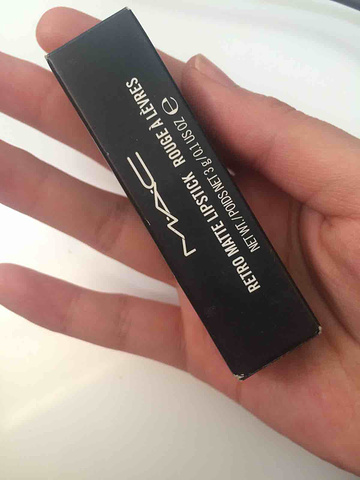 MAC
RETRO MATTE LIPSTICK ROUGE À LÈVRES
NET WT./POIDS NET 3 g/0.1 US OZ ℮